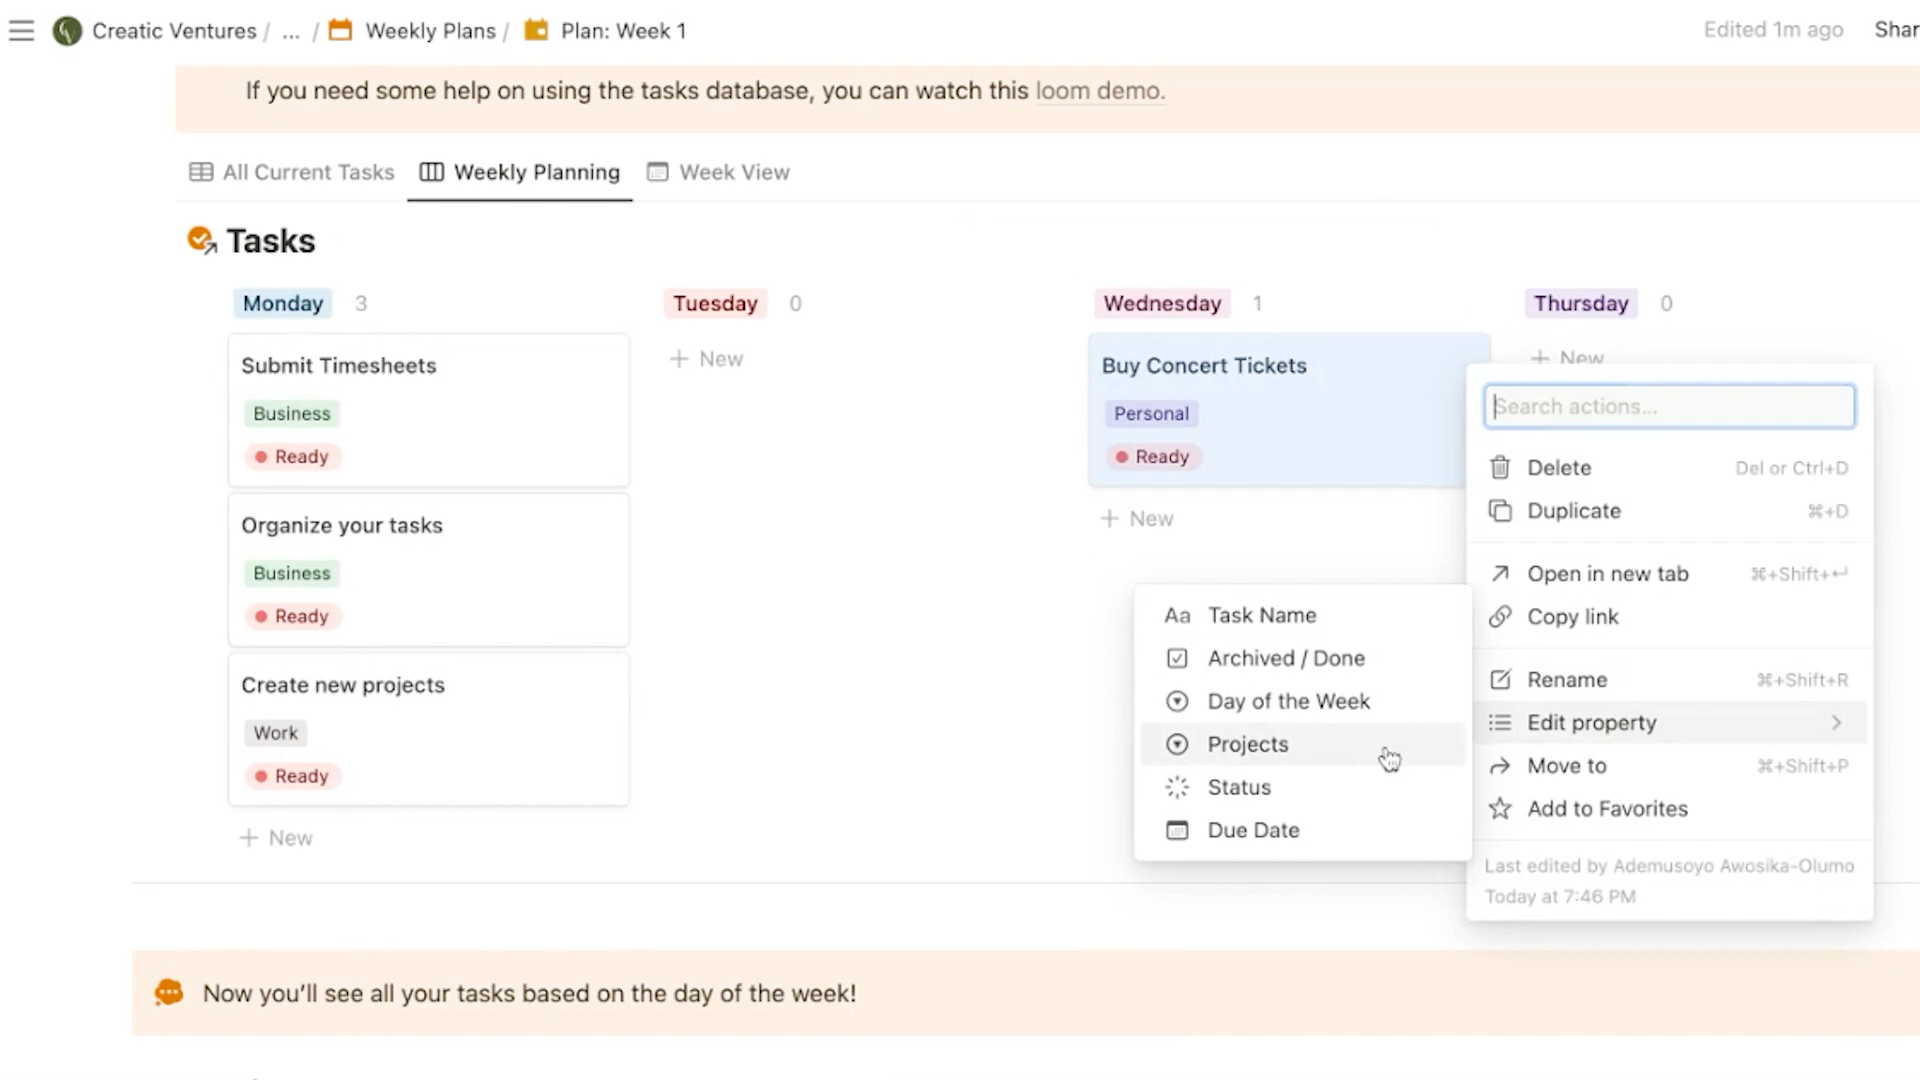 Creatic Ventures / ... / Weekly Plans / Plan: Week 1
Edited 1m ago
Shar
If you need some help on using the tasks database, you can watch this loom demo.
All Current Tasks
Weekly Planning
Week View
Tasks
Monday 3
Submit Timesheets
Business
Ready
Organize your tasks
Business
Ready
Create new projects
Work
Ready
+ New
Tuesday 0
+ New
Wednesday 1
Buy Concert Tickets
Personal
Ready
+ New
Thursday 0
+ New
Aa Task Name
Archived / Done
Day of the Week
Projects
Status
Due Date
Search actions...
Delete Del or Ctrl+D
Duplicate ⌘+D
Open in new tab ⌘+Shift+↵
Copy link
Rename ⌘+Shift+R
Edit property
Move to ⌘+Shift+P
Add to Favorites
Last edited by Ademusoyo Awosika-Olumo
Today at 7:46 PM
Now you’ll see all your tasks based on the day of the week!